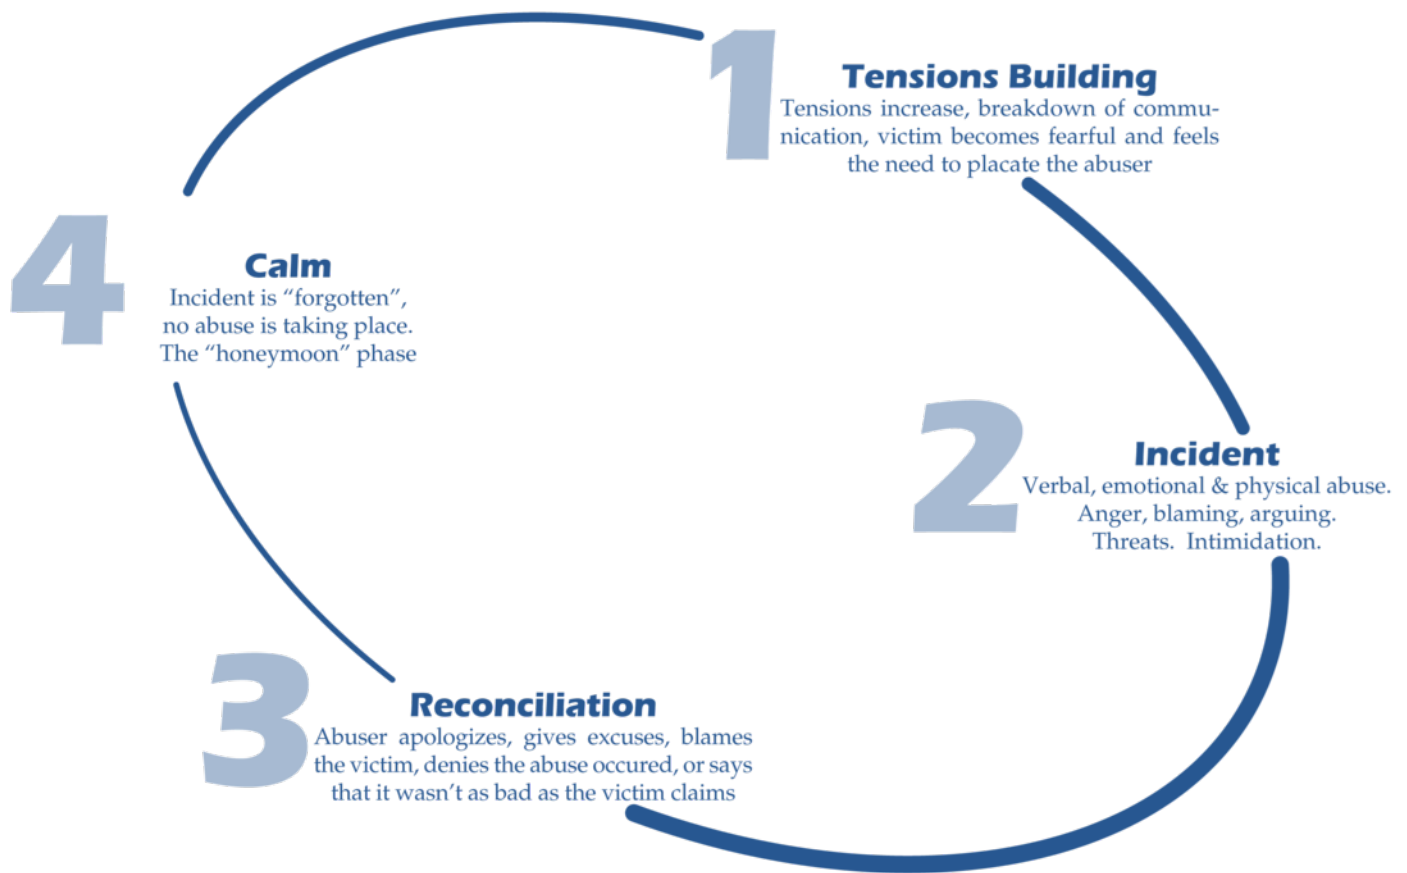 1
Tensions Building
Tensions increase, breakdown of commu-
nication, victim becomes fearful and feels
the need to placate the abuser
2
Incident
Verbal, emotional & physical abuse.
Anger, blaming, arguing.
Threats.  Intimidation.
3
Reconciliation
Abuser apologizes, gives excuses, blames
the victim, denies the abuse occured, or says
that it wasn’t as bad as the victim claims
4
Calm
Incident is “forgotten”,
no abuse is taking place.
The “honeymoon” phase